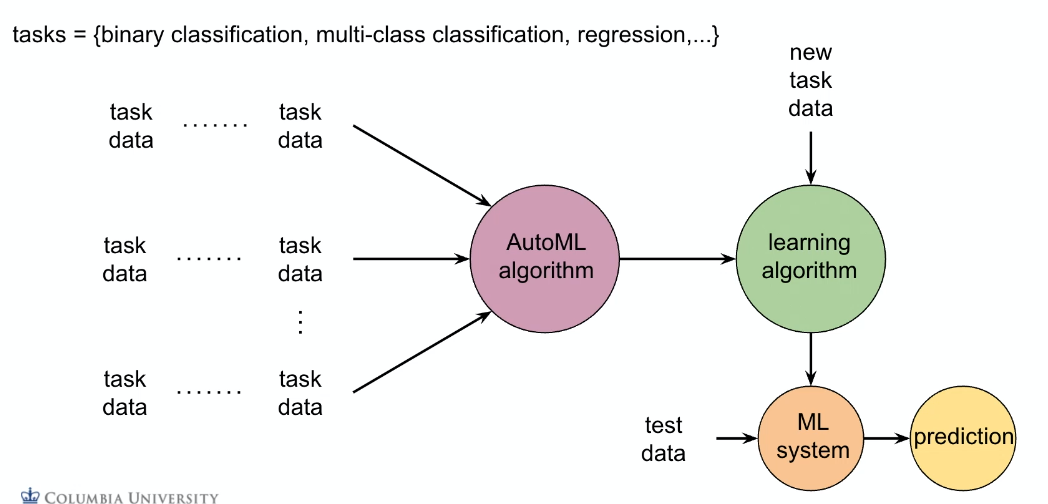 tasks = {binary classification, multi-class classification, regression,...}
new
task
data
task
data
.......
task
data
task
data
.......
task
data
task
data
.......
task
data
AutoML
algorithm
learning
algorithm
test
data
ML
system
prediction
COLUMBIA UNIVERSITY